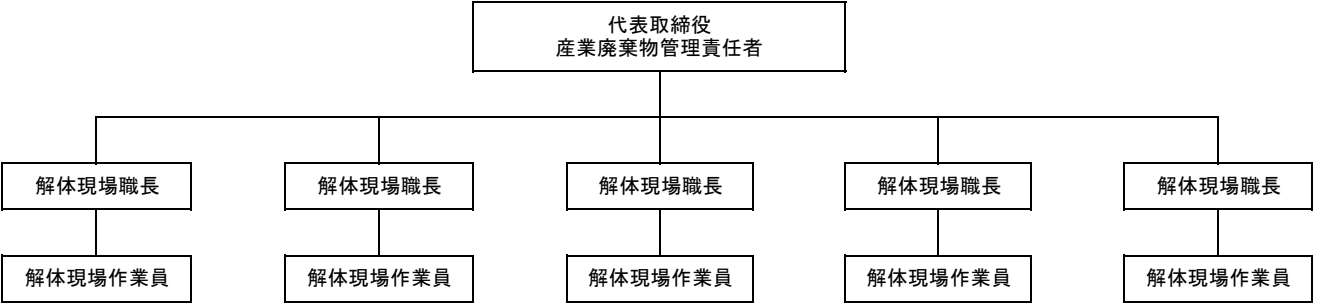 代表取締役
産業廃棄物管理責任者
解体現場職長
解体現場職長
解体現場職長
解体現場職長
解体現場職長
解体現場作業員
解体現場作業員
解体現場作業員
解体現場作業員
解体現場作業員